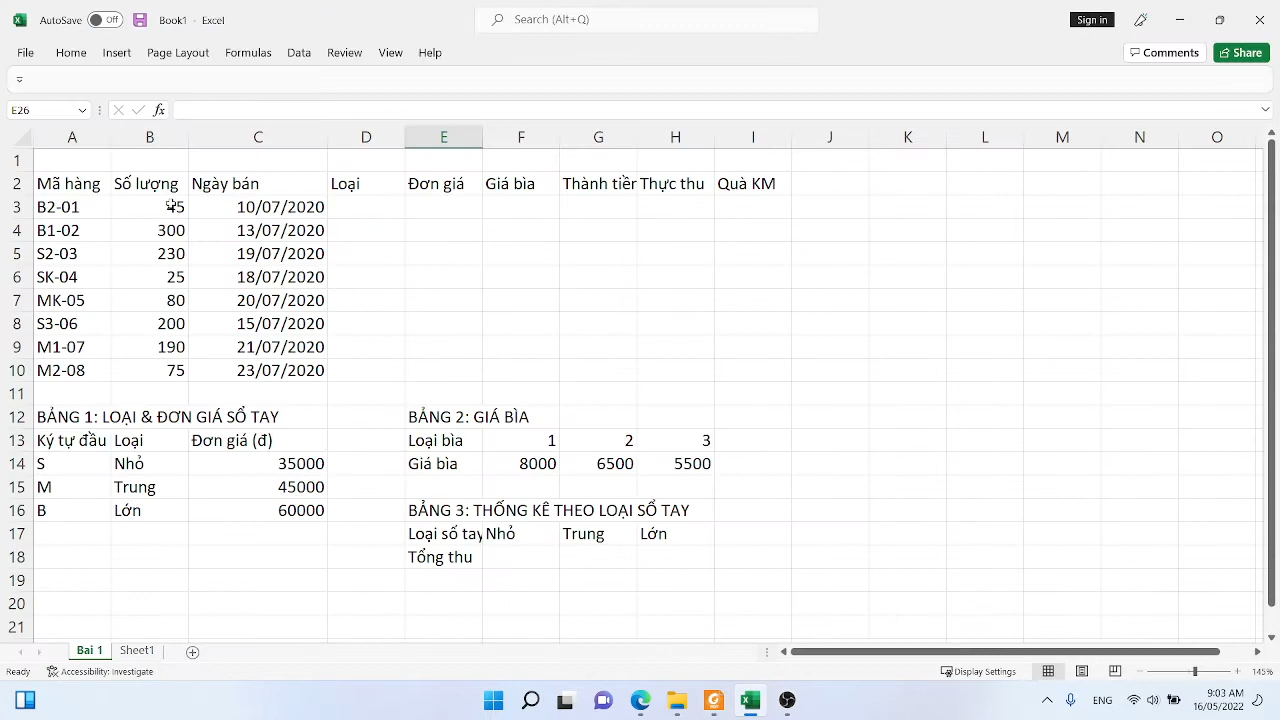 AutoSave Off Book1 - Excel Search (Alt+Q) Sign in
File Home Insert Page Layout Formulas Data Review View Help Comments Share
E26 fx
A B C D E F G H I J K L M N O
1
2 Mã hàng Số lượng Ngày bán Loại Đơn giá Giá bìa Thành tiền Thực thu Quà KM
3 B2-01 45 10/07/2020
4 B1-02 300 13/07/2020
5 S2-03 230 19/07/2020
6 SK-04 25 18/07/2020
7 MK-05 80 20/07/2020
8 S3-06 200 15/07/2020
9 M1-07 190 21/07/2020
10 M2-08 75 23/07/2020
11
12 BẢNG 1: LOẠI & ĐƠN GIÁ SỔ TAY BẢNG 2: GIÁ BÌA
13 Ký tự đầu Loại Đơn giá (đ) Loại bìa 1 2 3
14 S Nhỏ 35000 Giá bìa 8000 6500 5500
15 M Trung 45000
16 B Lớn 60000 BẢNG 3: THỐNG KÊ THEO LOẠI SỔ TAY
17 Loại số tay Nhỏ Trung Lớn
18 Tổng thu
19
20
21
Bai 1 Sheet1
Ready Accessibility: Investigate Display Settings 145%
ENG 9:03 AM
16/05/2022